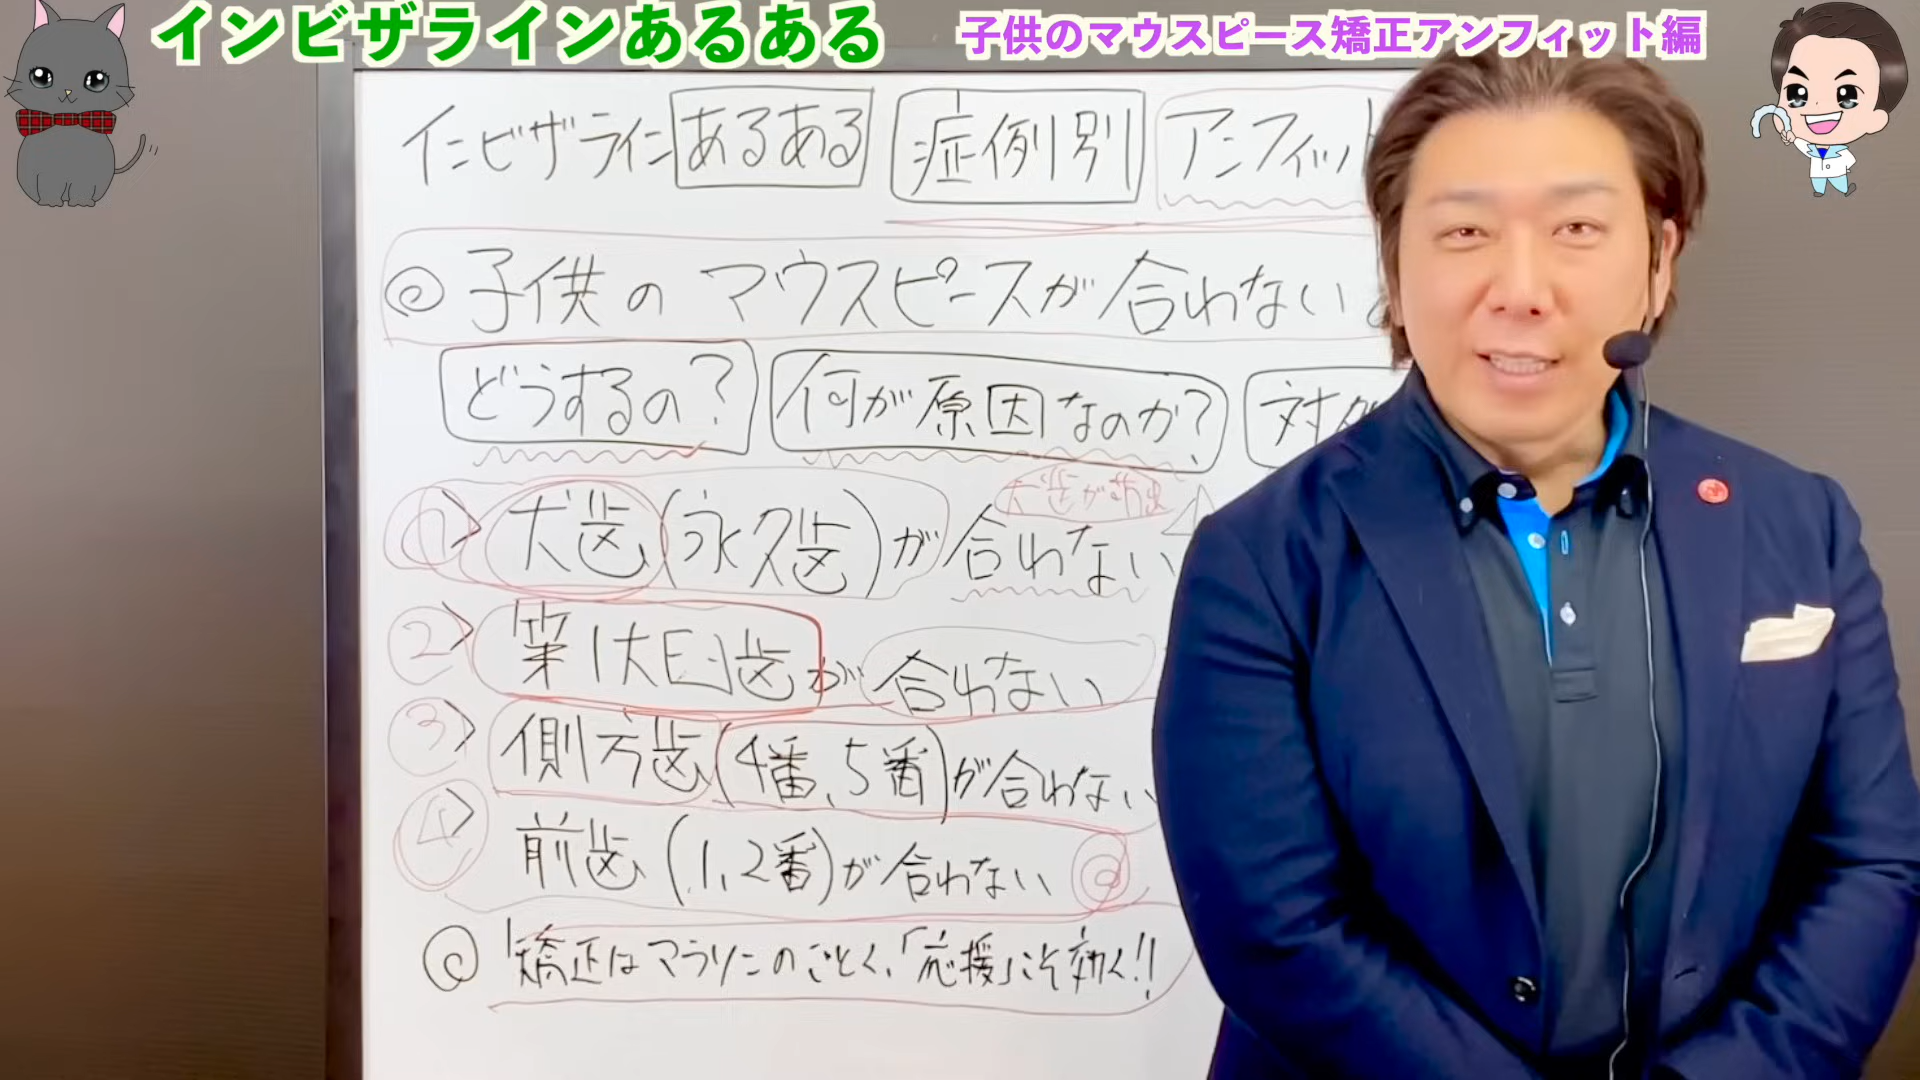 インビザラインあるある
子供のマウスピース矯正アンフィット編
インビザライン あるある 症例別 アンフィット
◎子供のマウスピースが合わない
どうするの? 何が原因なのか? 対処
犬歯が
1> 犬歯(永久歯)が合わない
2> 第1大臼歯が合わない
3> 側方歯(4番、5番)が合わない
4> 前歯(1、2番)が合わない◎
◎「矯正はマラソンのごとく、「応援」こそ効く!!